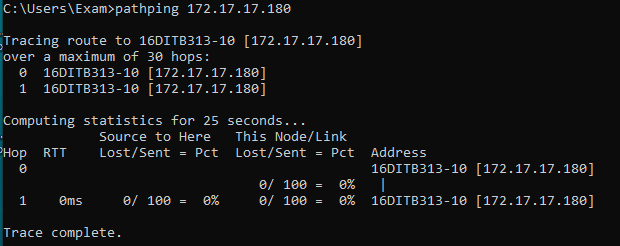 C:\Users\Exam>pathping 172.17.17.180
Tracing route to 16DITB313-10 [172.17.17.180]
over a maximum of 30 hops:
  0  16DITB313-10 [172.17.17.180]
  1  16DITB313-10 [172.17.17.180]
Computing statistics for 25 seconds...
            Source to Here   This Node/Link
Hop  RTT    Lost/Sent = Pct  Lost/Sent = Pct  Address
  0                                           16DITB313-10 [172.17.17.180]
                                0/ 100 =  0%   |
  1    0ms     0/ 100 =  0%     0/ 100 =  0%  16DITB313-10 [172.17.17.180]
Trace complete.